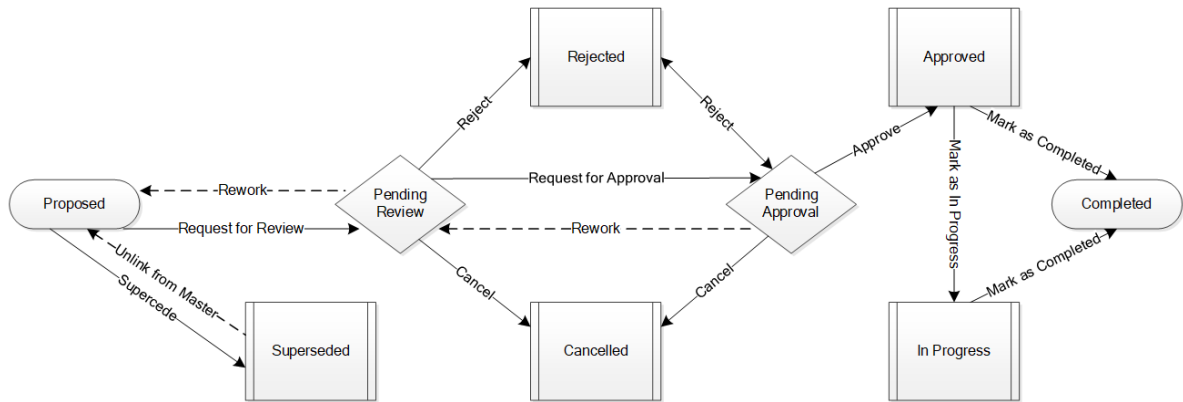 Rejected
Approved
Reject
Reject
Approve
Mark as Completed
Mark as In Progress
Rework
Request for Approval
Pending
Review
Pending
Approval
Proposed
Completed
Request for Review
Rework
Unlink from Master
Supercede
Cancel
Cancel
Mark as Completed
Superseded
Cancelled
In Progress